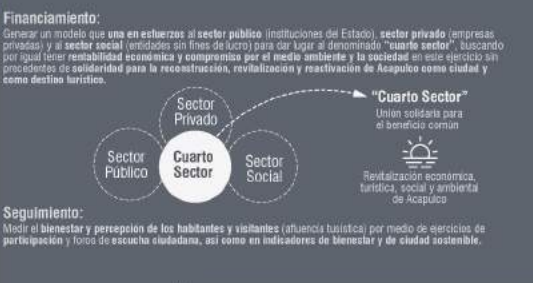 Financiamiento:
Generar un modelo que una en esfuerzos al sector público (instituciones del Estado), sector privado (empresas
privadas) y al sector social (entidades sin fines de lucro) para dar lugar al denominado "cuarto sector", buscando
por igual tener rentabilidad económica y compromiso por el medio ambiente y la sociedad en este ejercicio sin
precedentes de solidaridad para la reconstrucción, revitalización y reactivación de Acapulco como ciudad y
como destino turístico.
Sector
Privado
Sector
Público
Cuarto
Sector
Sector
Social
"Cuarto Sector"
Unión solidaria para
el beneficio común
Revitalización económica,
turística, social y ambiental
de Acapulco
Seguimiento:
Medir el bienestar y percepción de los habitantes y visitantes (afluencia turística) por medio de ejercicios de
participación y foros de escucha ciudadana, así como en indicadores de bienestar y de ciudad sostenible.